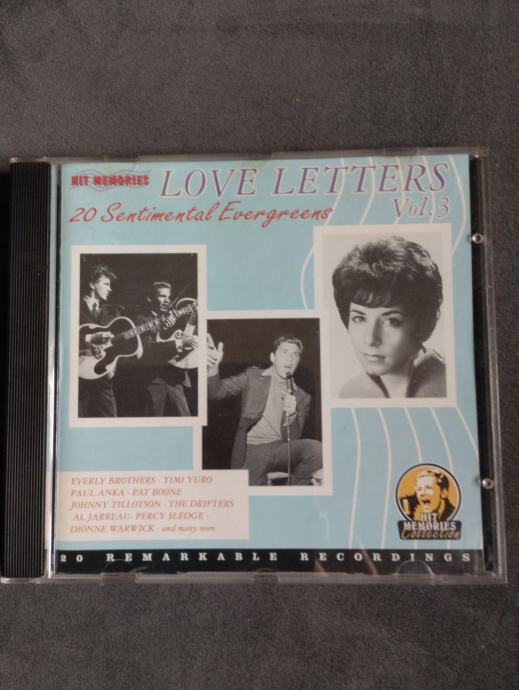 HIT MEMORIES
LOVE LETTERS
Vol.3
20 Sentimental Evergreens
EVERLY BROTHERS - TIMI YURO
PAUL ANKA - PAT BOONE
JOHNNY TILLOTSON - THE DRIFTERS
AL JARREAU - PERCY SLEDGE -
DIONNE WARWICK - and many more
HIT
MEMORIES
Collection
20 REMARKABLE RECORDINGS